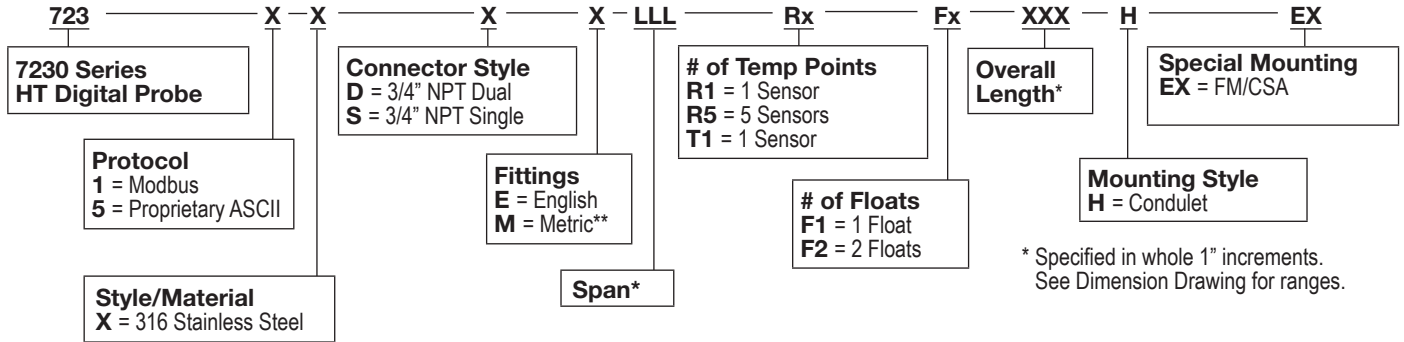 723 X X X X LLL Rx Fx XXX H EX
7230 Series
HT Digital Probe
Connector Style
D = 3/4” NPT Dual
S = 3/4” NPT Single
# of Temp Points
R1 = 1 Sensor
R5 = 5 Sensors
T1 = 1 Sensor
Overall
Length*
Special Mounting
EX = FM/CSA
Protocol
1 = Modbus
5 = Proprietary ASCII
Fittings
E = English
M = Metric**
# of Floats
F1 = 1 Float
F2 = 2 Floats
Mounting Style
H = Condulet
Style/Material
X = 316 Stainless Steel
Span*
* Specified in whole 1” increments.
See Dimension Drawing for ranges.